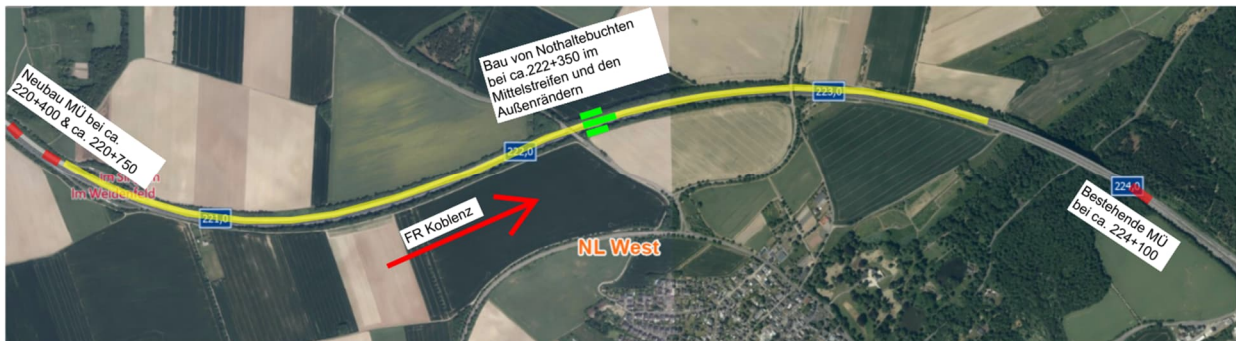 Neubau MÜ bei ca.
220+400 & ca. 220+750
Im Weidenfeld
221,0
222,0
Bau von Nothaltebuchten
bei ca.222+350 im
Mittelstreifen und den
Außenrändern
223,0
224,0
Bestehende MÜ
bei ca. 224+100
FR Koblenz
NL West